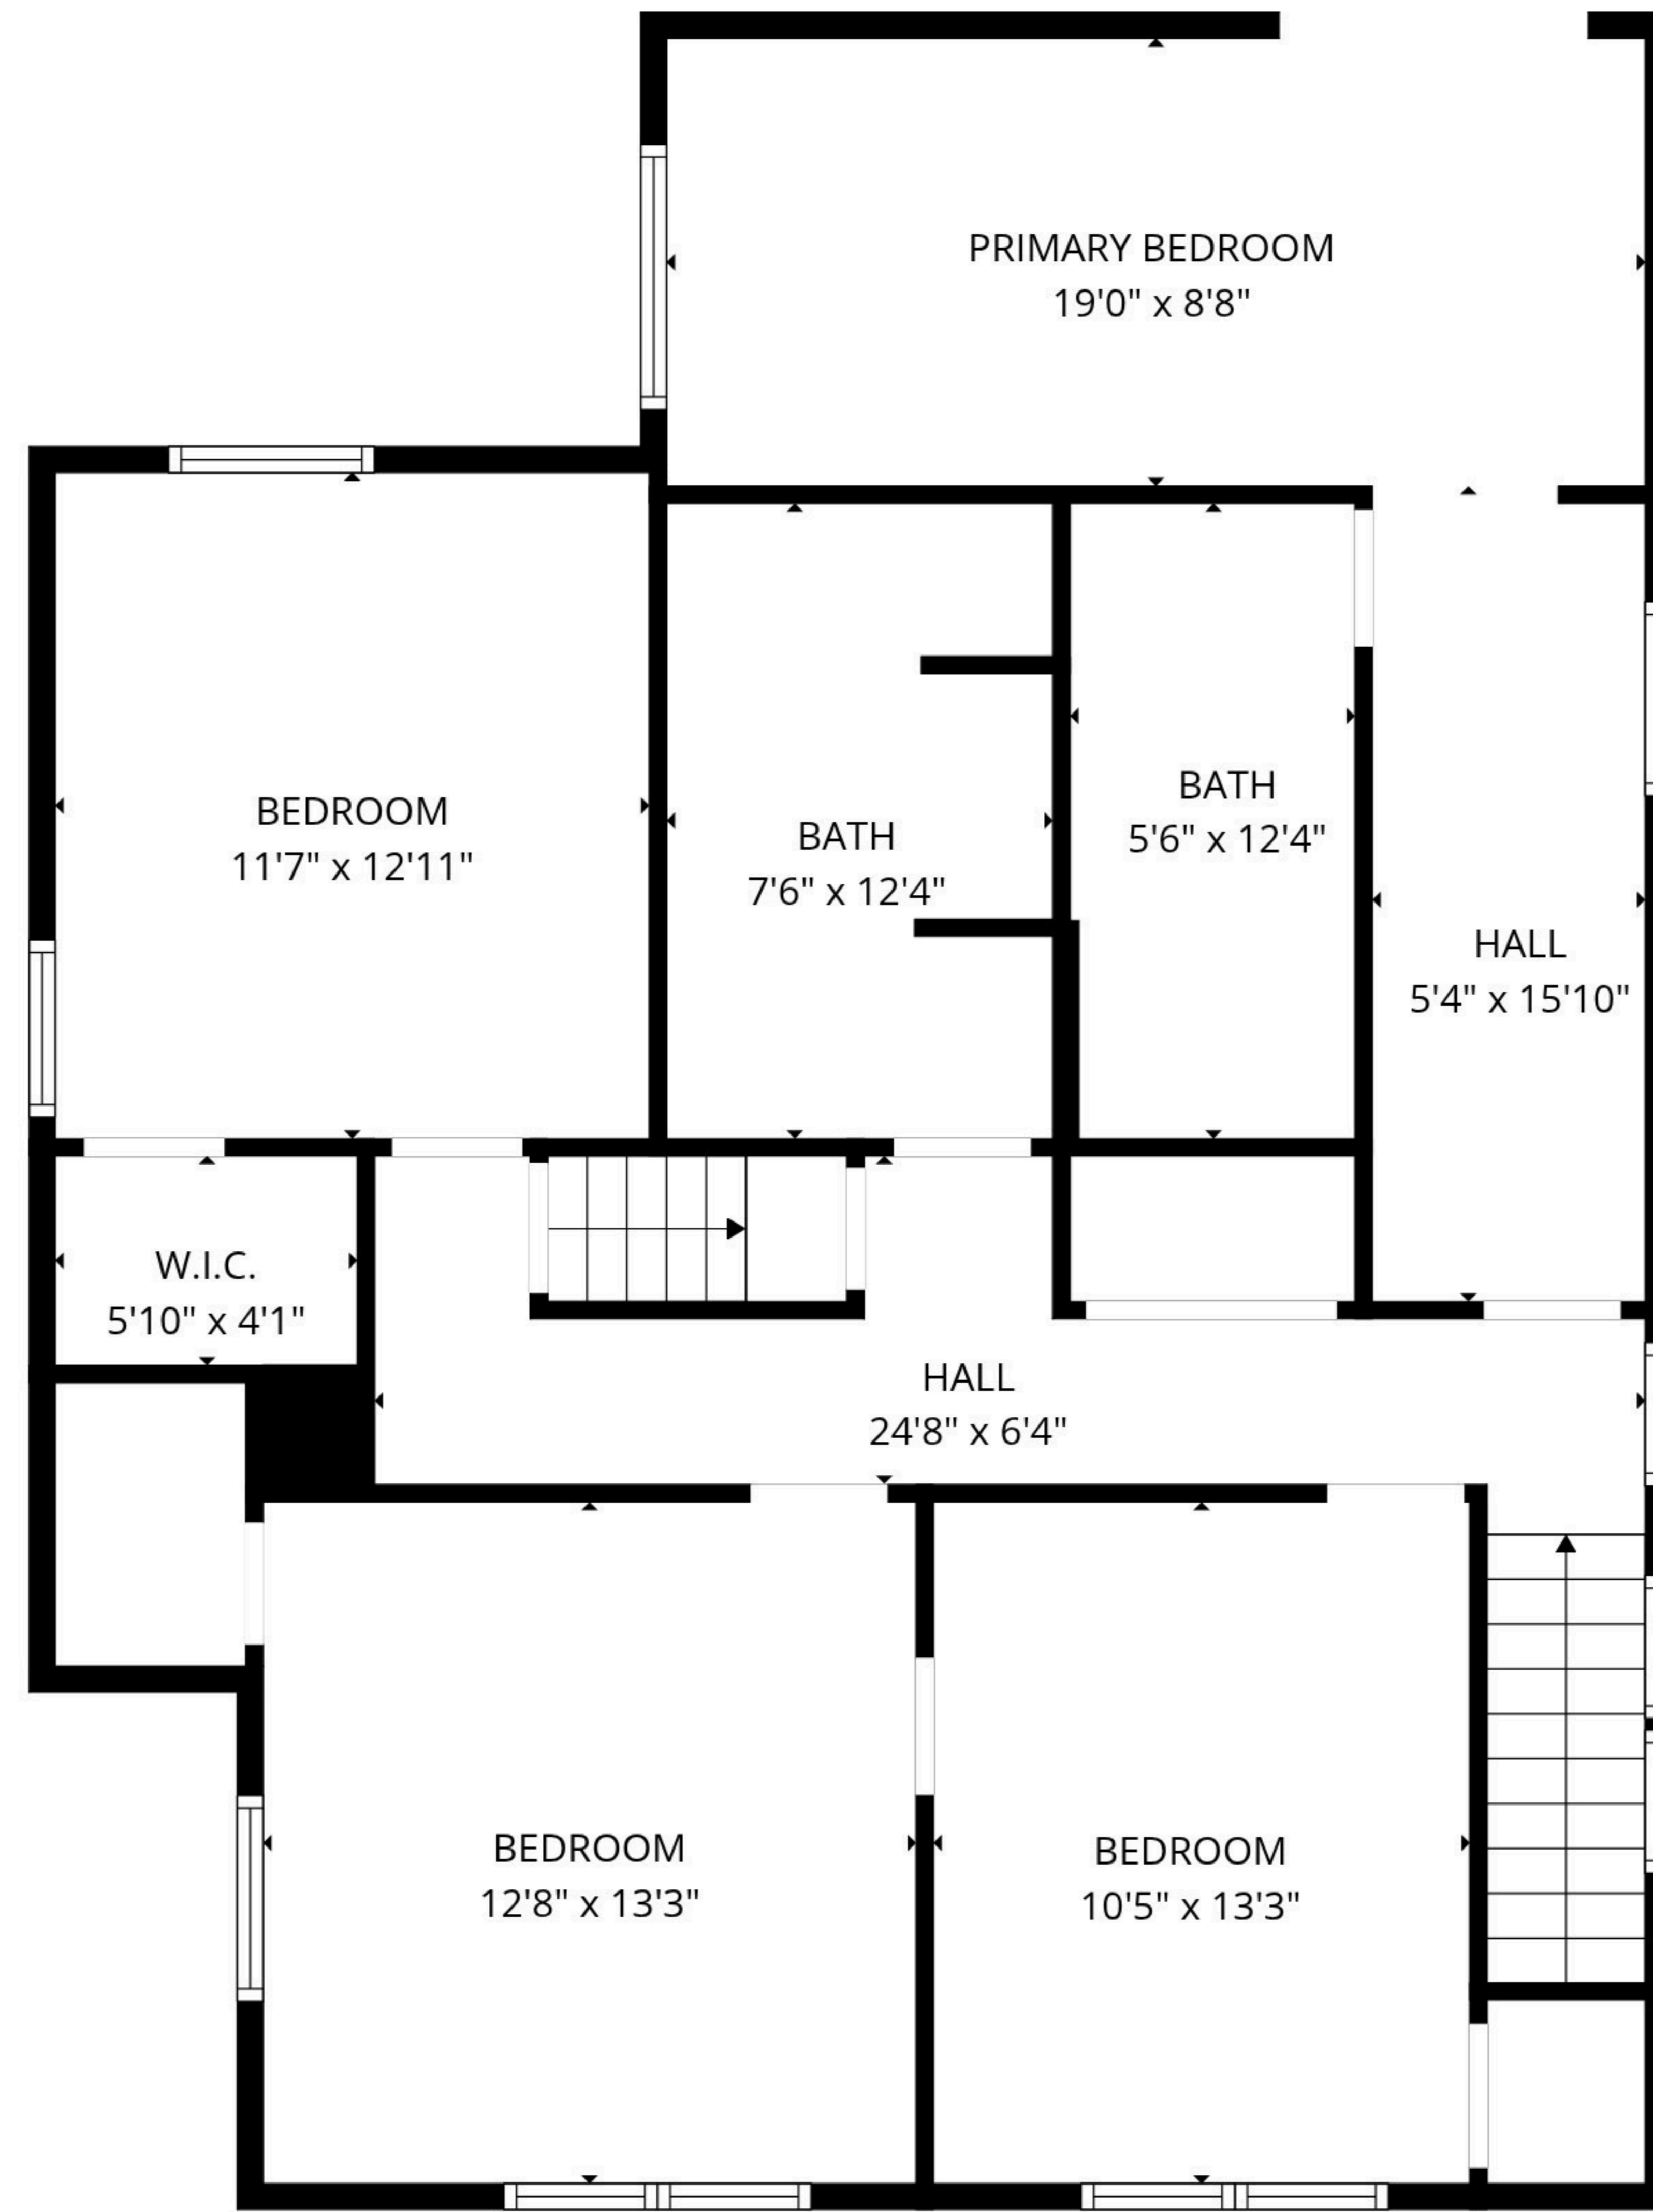 PRIMARY BEDROOM
19'0" x 8'8"
BEDROOM
11'7" x 12'11"
BATH
7'6" x 12'4"
BATH
5'6" x 12'4"
HALL
5'4" x 15'10"
W.I.C.
5'10" x 4'1"
HALL
24'8" x 6'4"
BEDROOM
12'8" x 13'3"
BEDROOM
10'5" x 13'3"